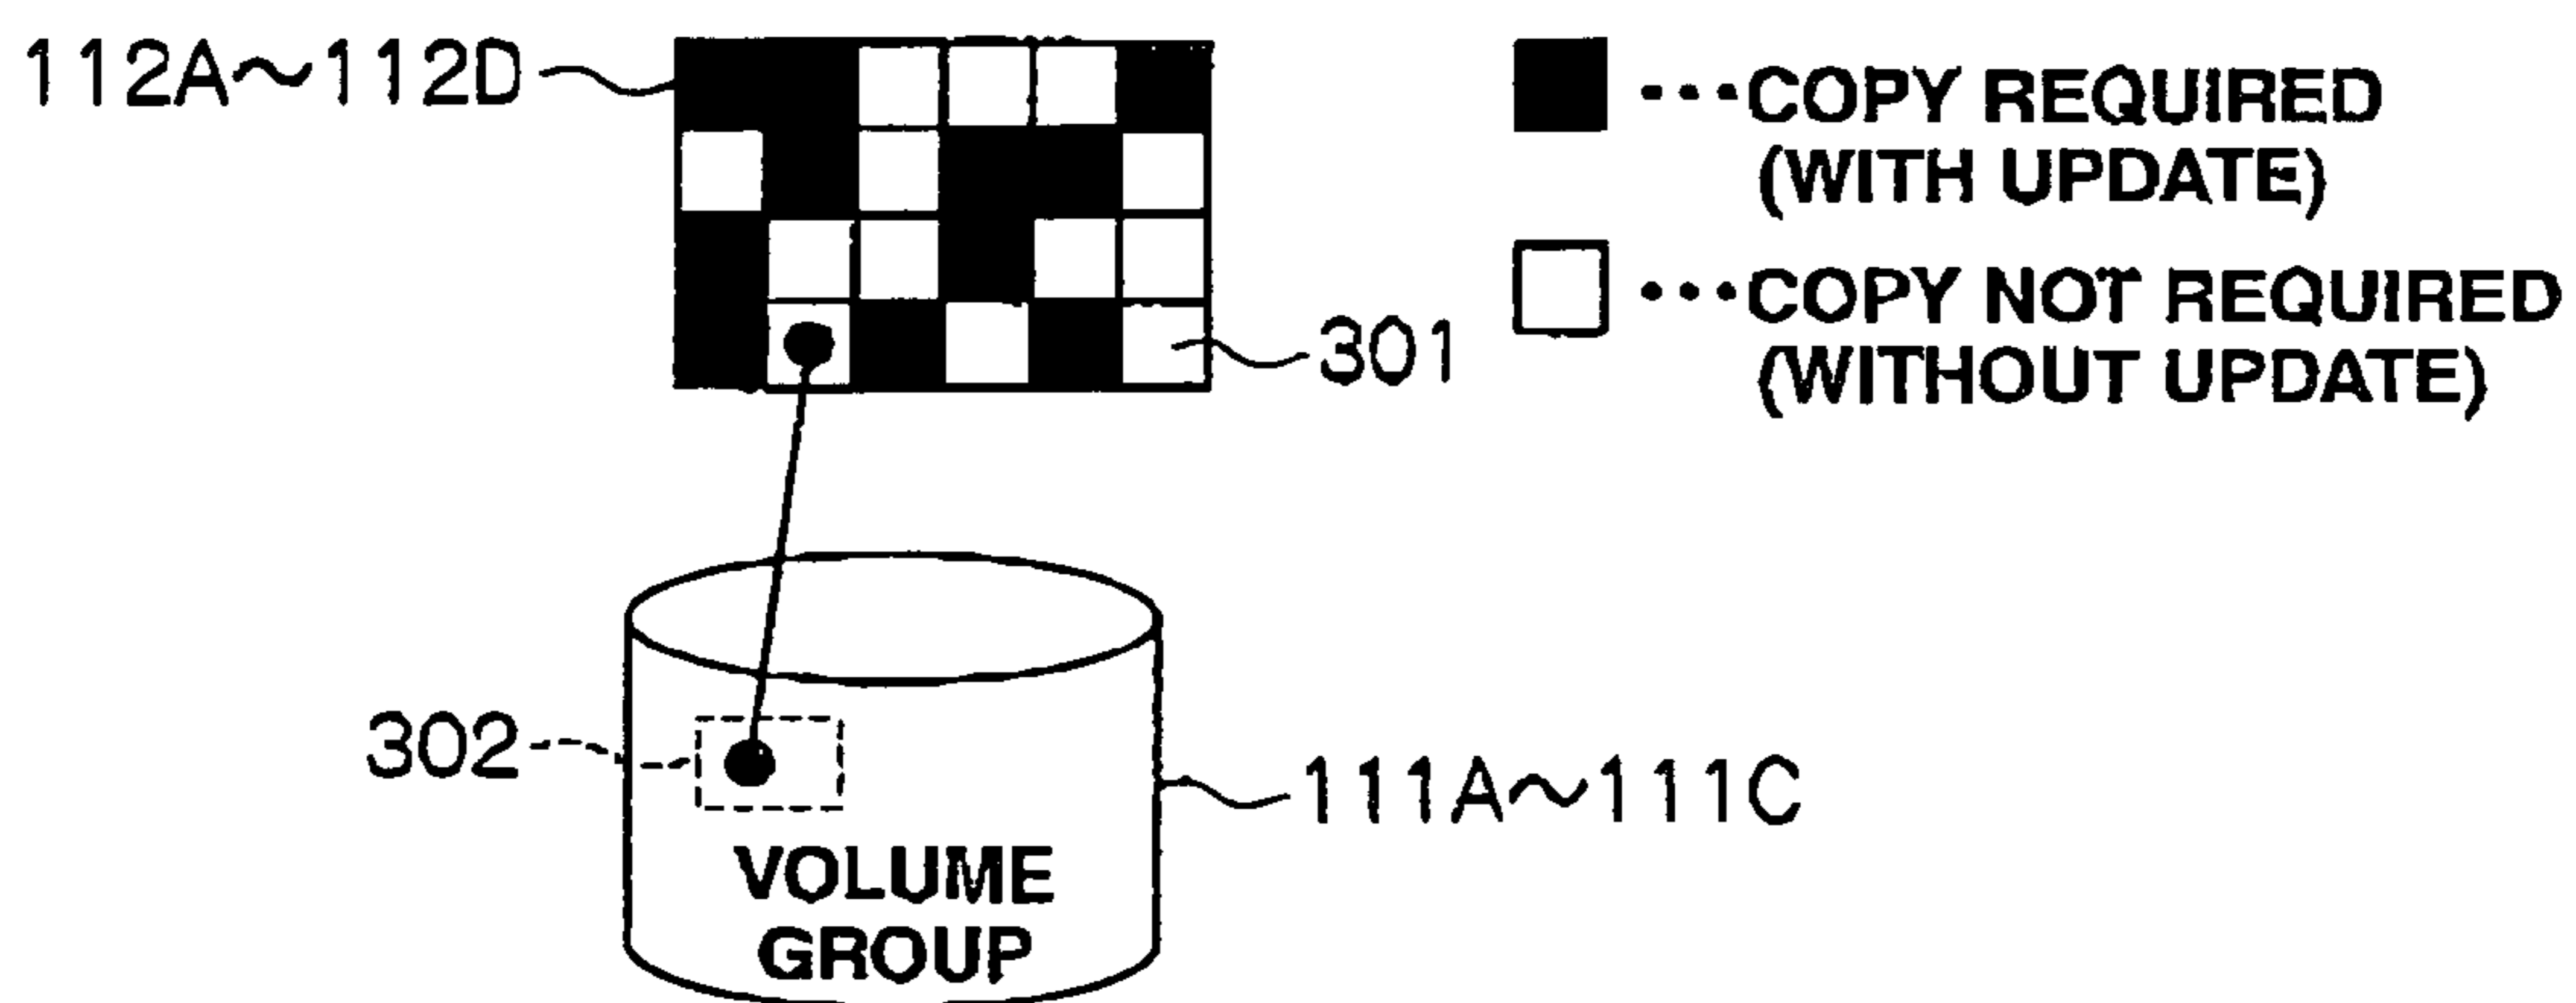 112A~112D
···COPY REQUIRED
(WITH UPDATE)
···COPY NOT REQUIRED
(WITHOUT UPDATE)
301
302
111A~111C
VOLUME
GROUP